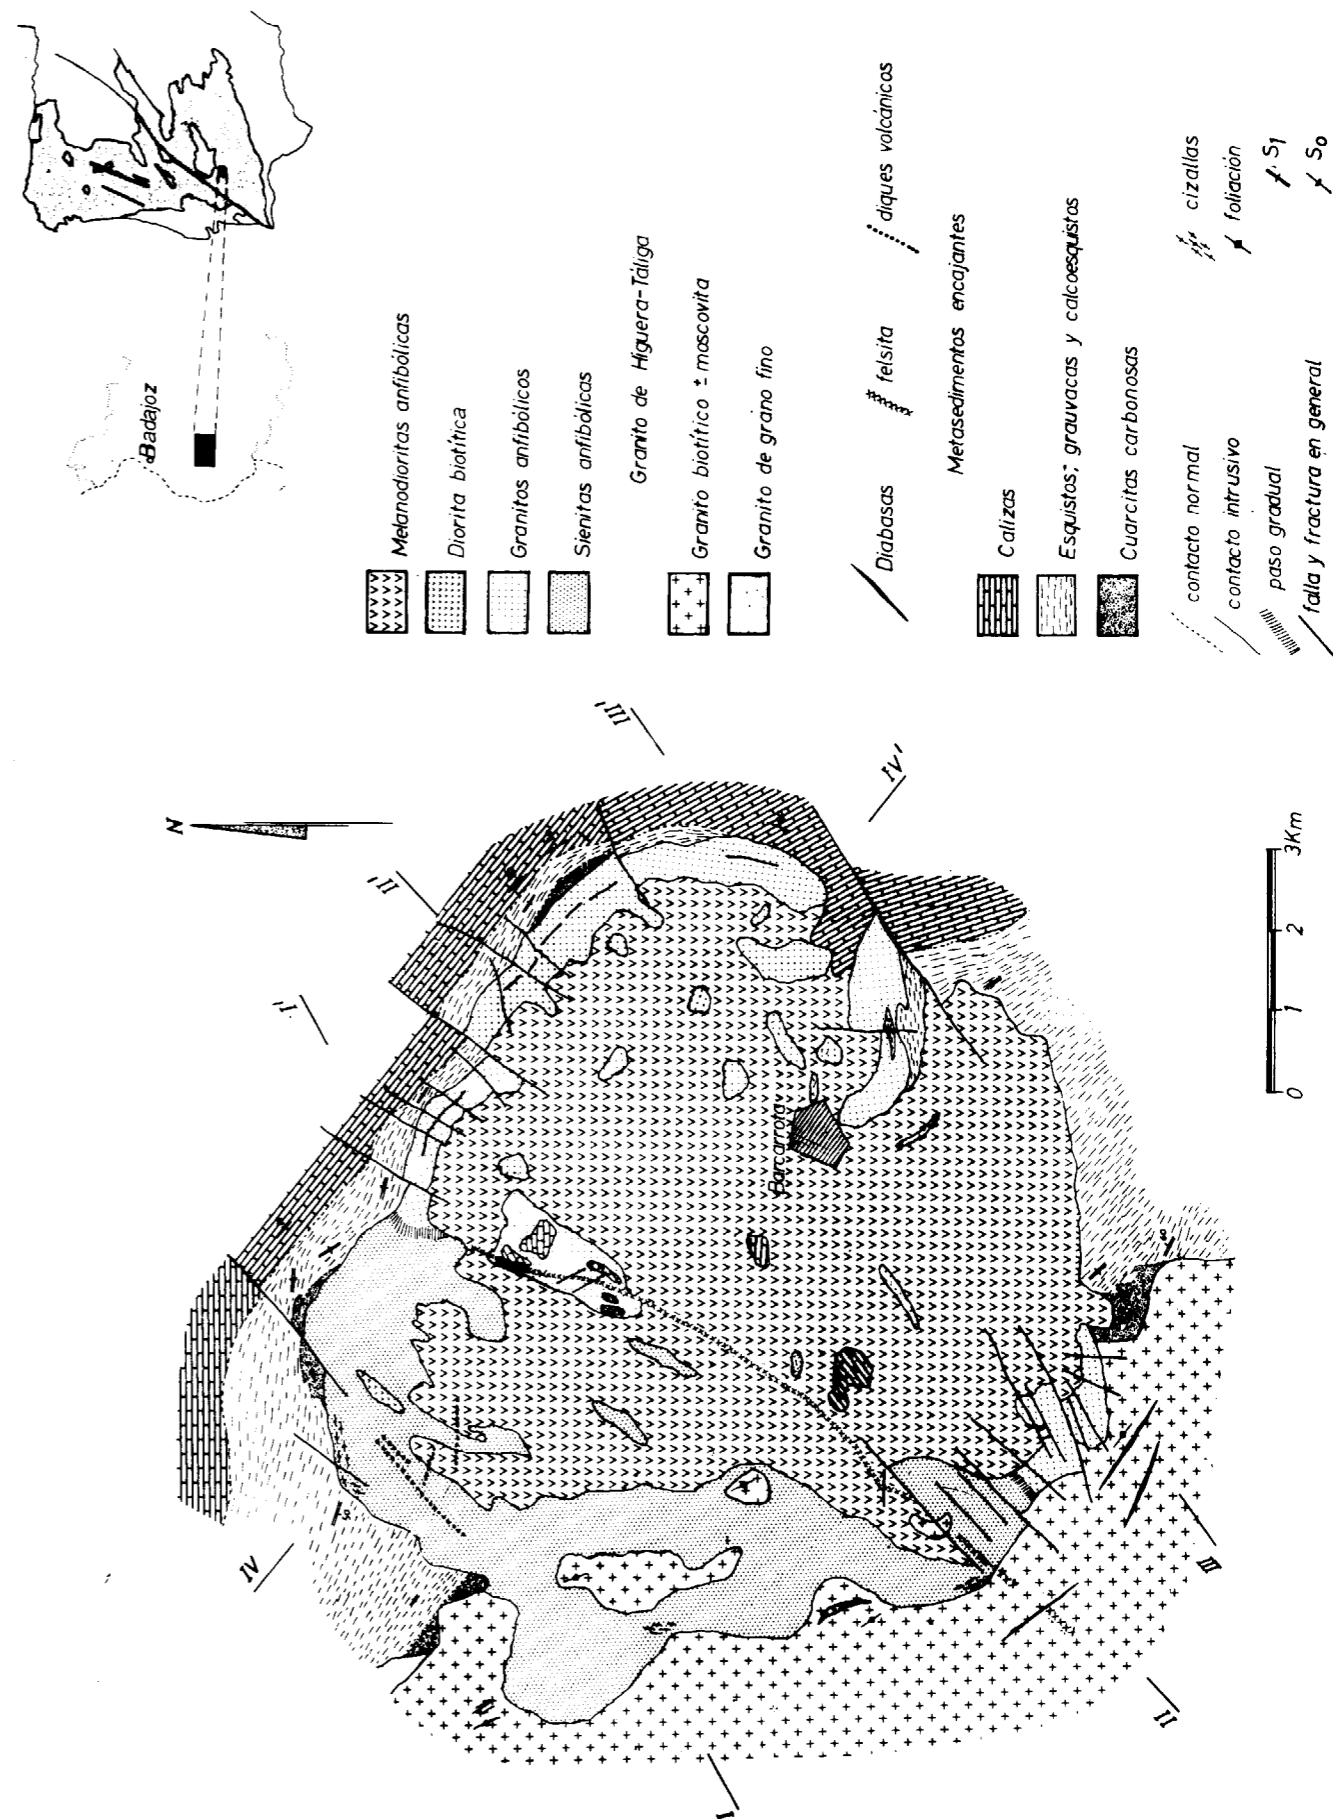 Badajoz
Melanodioritas anfibólicas
Diorita biotítica
Granitos anfibólicos
Sienitas anfibólicas
Granito de Higuera-Táliga
Granito biotítico ± moscovita
Granito de grano fino
Diabasas
felsita
diques volcánicos
Metasedimentos encajantes
Calizas
Esquistos; grauvacas y calcoesquistos
Cuarcitas carbonosas
contacto normal
contacto intrusivo
paso gradual
falla y fractura en general
cizallas
foliación
S1
S0
N
I'
II'
III'
IV'
Barcarrota
IV
I
II
III
0 1 2 3Km